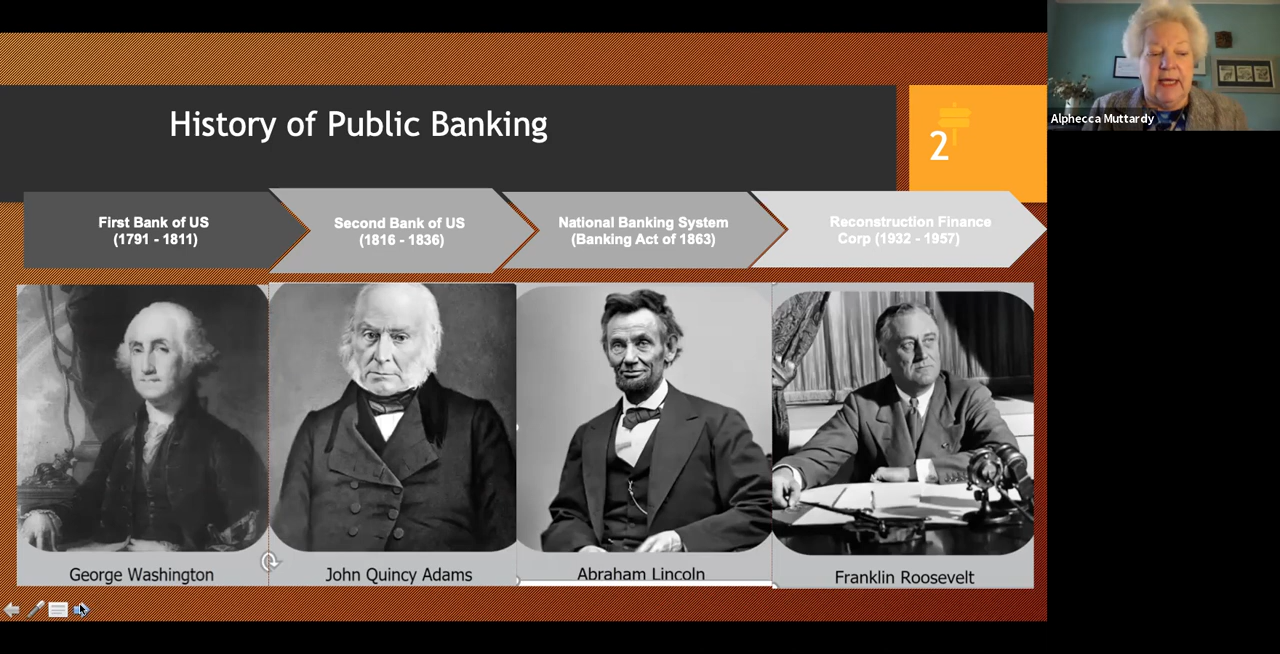 History of Public Banking
2
Alphecca Muttardy
First Bank of US
(1791 - 1811)
Second Bank of US
(1816 - 1836)
National Banking System
(Banking Act of 1863)
Reconstruction Finance
Corp (1932 - 1957)
George Washington
John Quincy Adams
Abraham Lincoln
Franklin Roosevelt